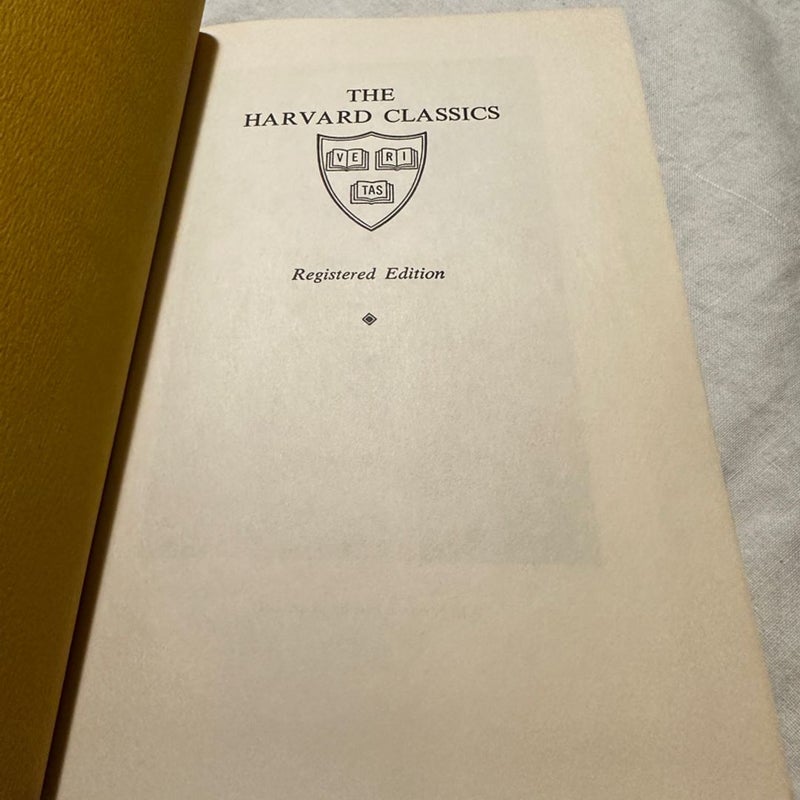 THE
HARVARD CLASSICS
VE RI
TAS
Registered Edition